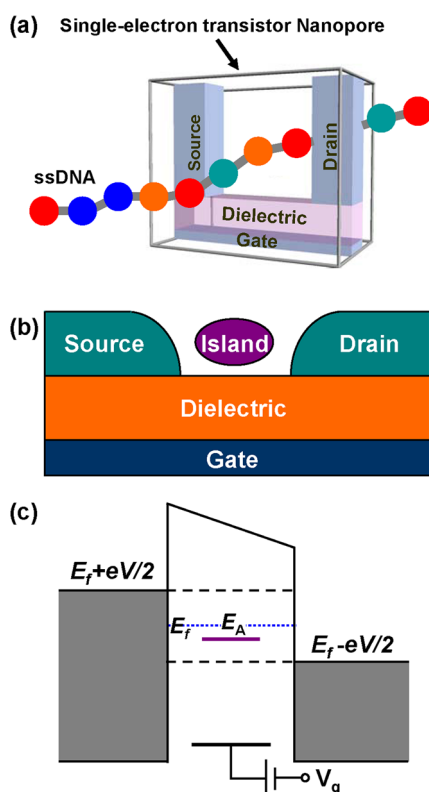 (a)
Single-electron transistor Nanopore
Source
Drain
ssDNA
Dielectric
Gate
(b)
Source
Island
Drain
Dielectric
Gate
(c)
E_f+eV/2
E_f
E_A
E_f-eV/2
V_g